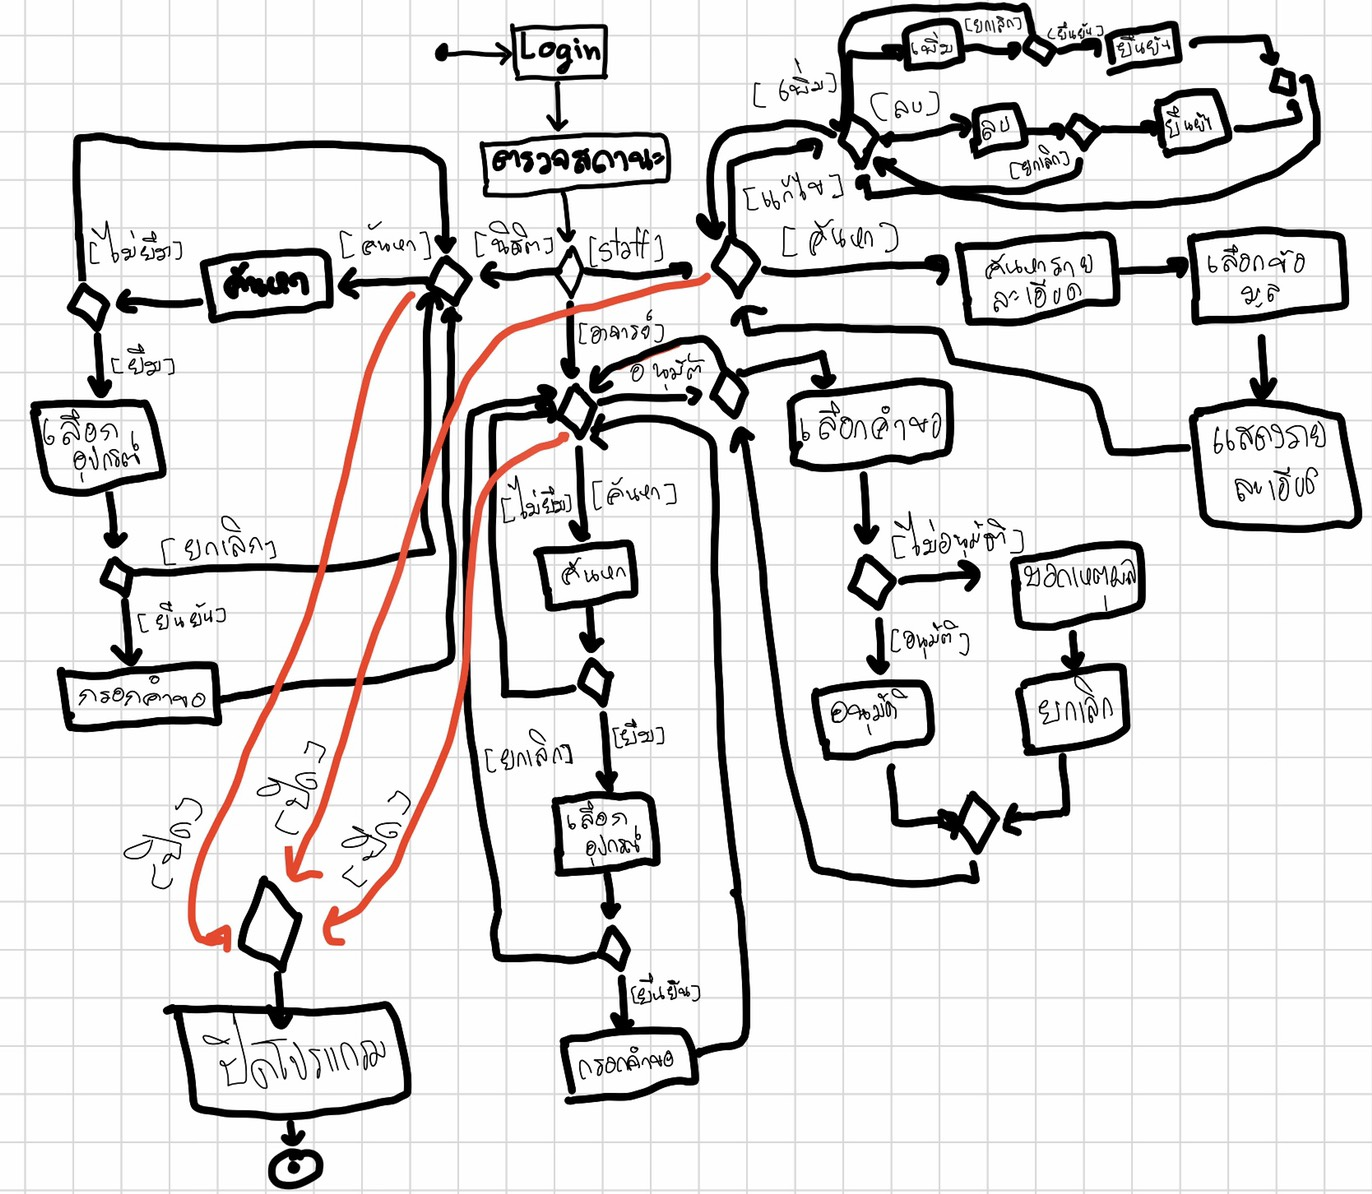 Login
ตรวจสถานะ
[นิสิต]
[staff]
[อาจารย์]
[ค้นหา]
ค้นหา
[ไม่ยืม]
[ยืม]
เลือก
อุปกรณ์
[ยกเลิก]
[ยืนยัน]
กรอกคำขอ
[เพิ่ม]
เพิ่ม
[ยกเลิก]
[ยืนยัน]
ยืนยัน
[ลบ]
ลบ
[ยกเลิก]
ยืนยัน
[แก้ไข]
[ค้นหา]
ค้นหาราย
ละเอียด
เลือกข้อ
มูล
แสดงราย
ละเอียด
อนุมัติ
เลือกคำขอ
[ไม่อนุมัติ]
บอกเหตุผล
ยกเลิก
[อนุมัติ]
อนุมัติ
[ไม่ยืม]
[ค้นหา]
ค้นหา
[ยืม]
[ยกเลิก]
เลือก
อุปกรณ์
[ยืนยัน]
กรอกคำขอ
[ปิด]
[ปิด]
[ปิด]
ปิดโปรแกรม